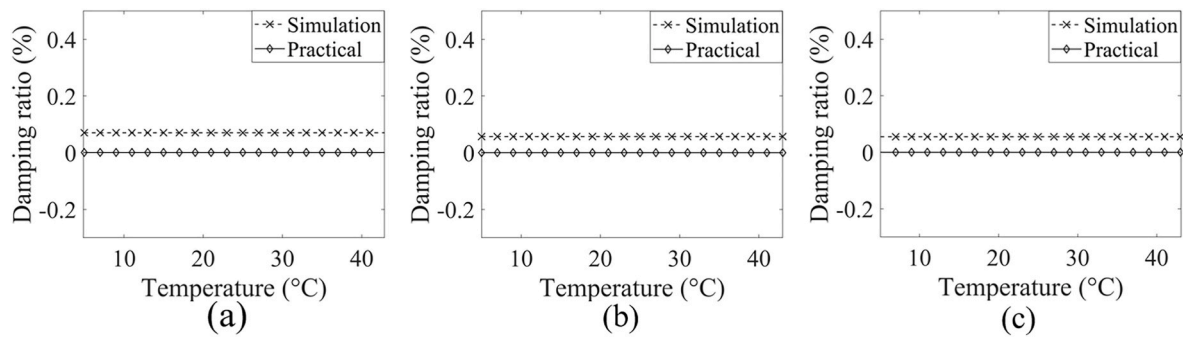 Damping ratio (%)
0.4
0.2
0
-0.2
Simulation
Practical
10 20 30 40
Temperature (°C)
(a)
Damping ratio (%)
0.4
0.2
0
-0.2
Simulation
Practical
10 20 30 40
Temperature (°C)
(b)
Damping ratio (%)
0.4
0.2
0
-0.2
Simulation
Practical
10 20 30 40
Temperature (°C)
(c)